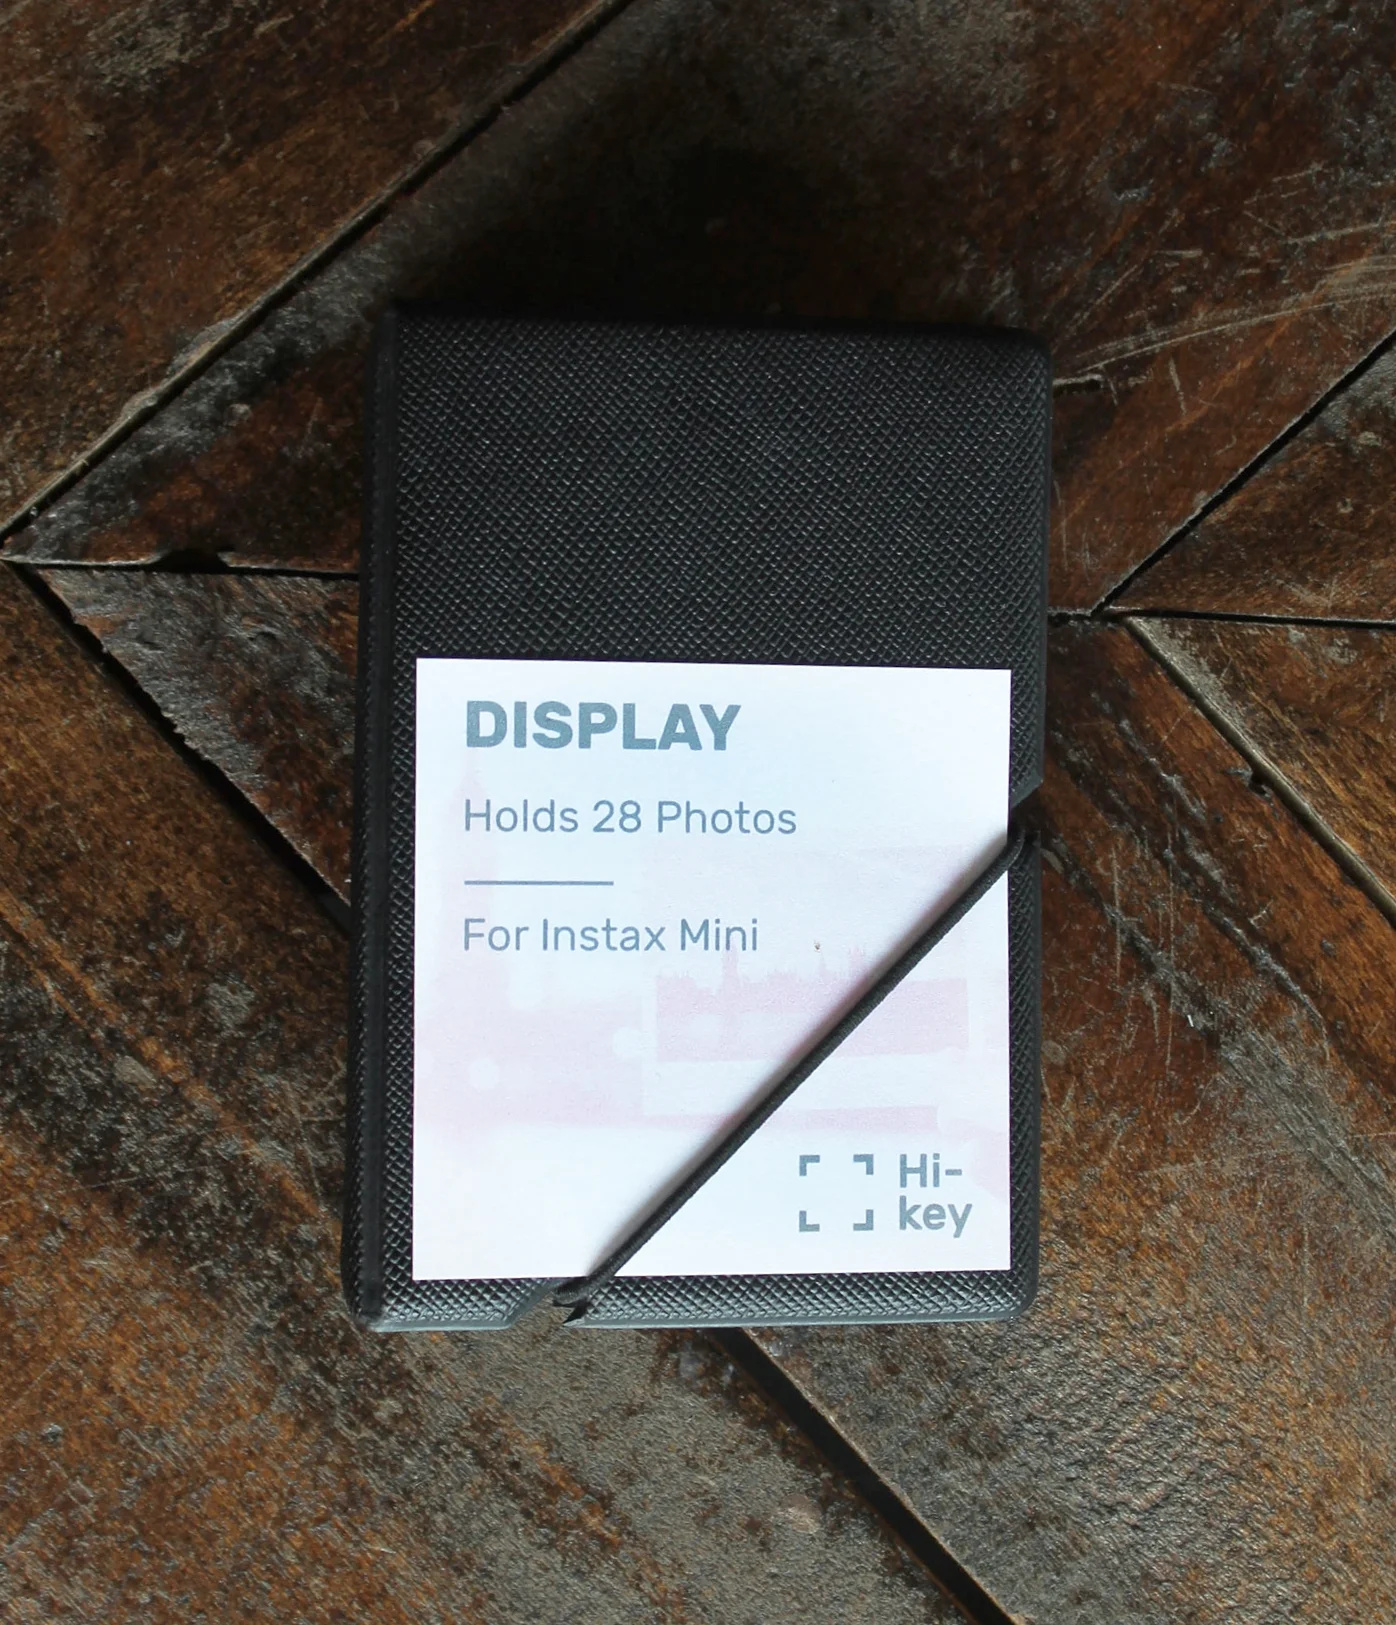 DISPLAY
Holds 28 Photos
For Instax Mini
Hi-
key